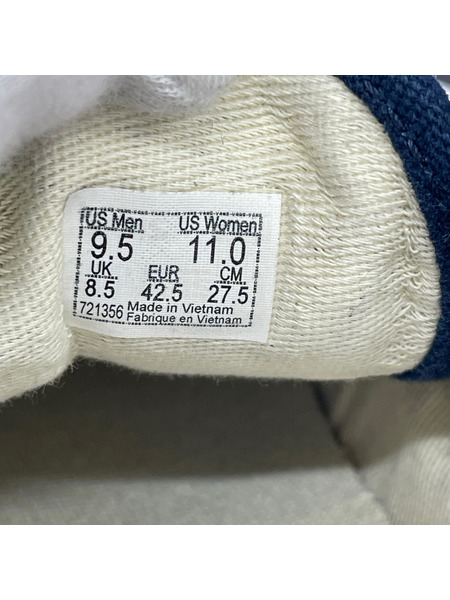 US Men US Women
9.5 11.0
UK EUR CM
8.5 42.5 27.5
721356 Made in Vietnam
Fabrique en Vietnam